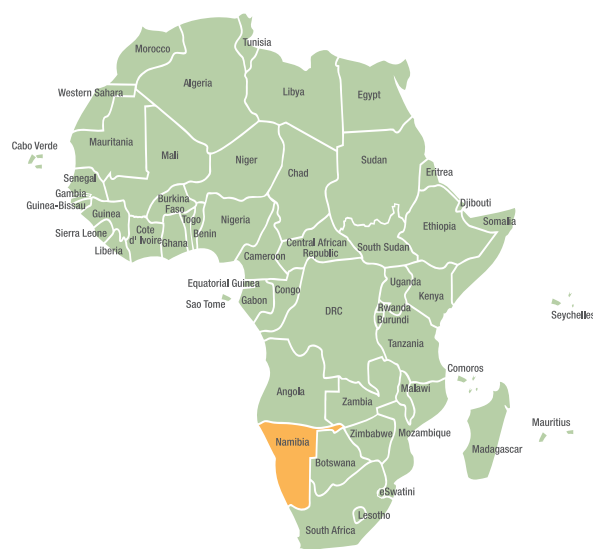 Tunisia
Morocco
Algeria
Libya
Egypt
Western Sahara
Mauritania
Mali
Niger
Chad
Sudan
Eritrea
Cabo Verde
Senegal
Gambia
Guinea-Bissau
Guinea
Sierra Leone
Liberia
Cote
d' Ivoire
Burkina
Faso
Ghana
Togo
Benin
Nigeria
Cameroon
Central African
Republic
South Sudan
Ethiopia
Djibouti
Somalia
Equatorial Guinea
Sao Tome
Gabon
Congo
DRC
Uganda
Kenya
Rwanda
Burundi
Tanzania
Seychelles
Comoros
Angola
Zambia
Malawi
Mozambique
Zimbabwe
Namibia
Botswana
Madagascar
Mauritius
eSwatini
Lesotho
South Africa